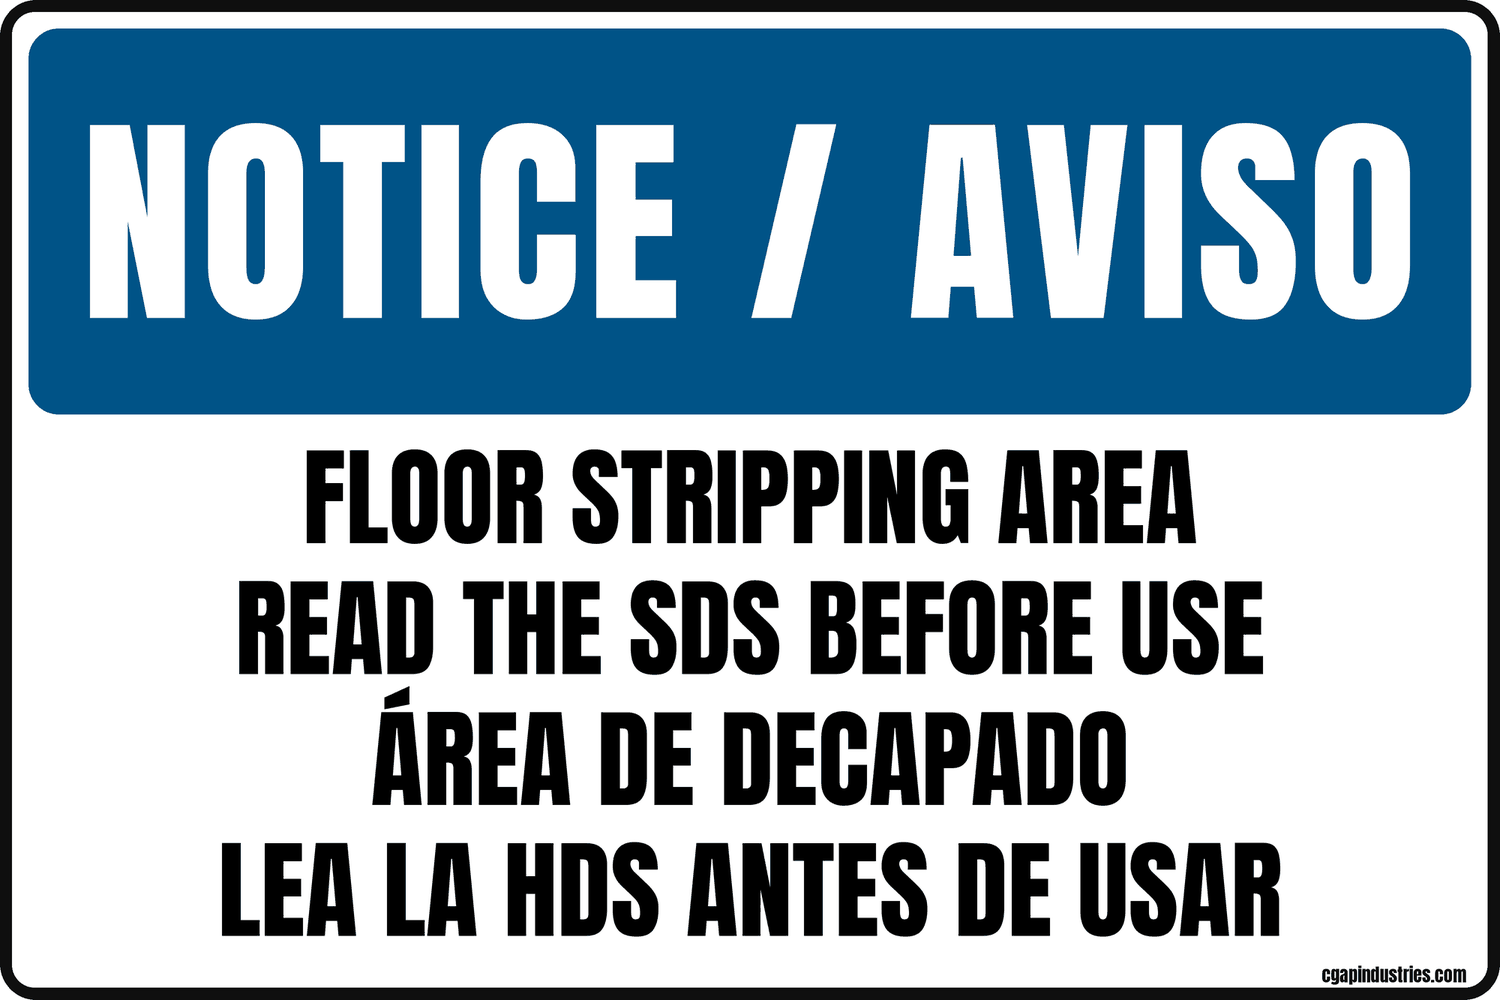 NOTICE / AVISO
FLOOR STRIPPING AREA
READ THE SDS BEFORE USE
ÁREA DE DECAPADO
LEA LA HDS ANTES DE USAR
cgapindustries.com